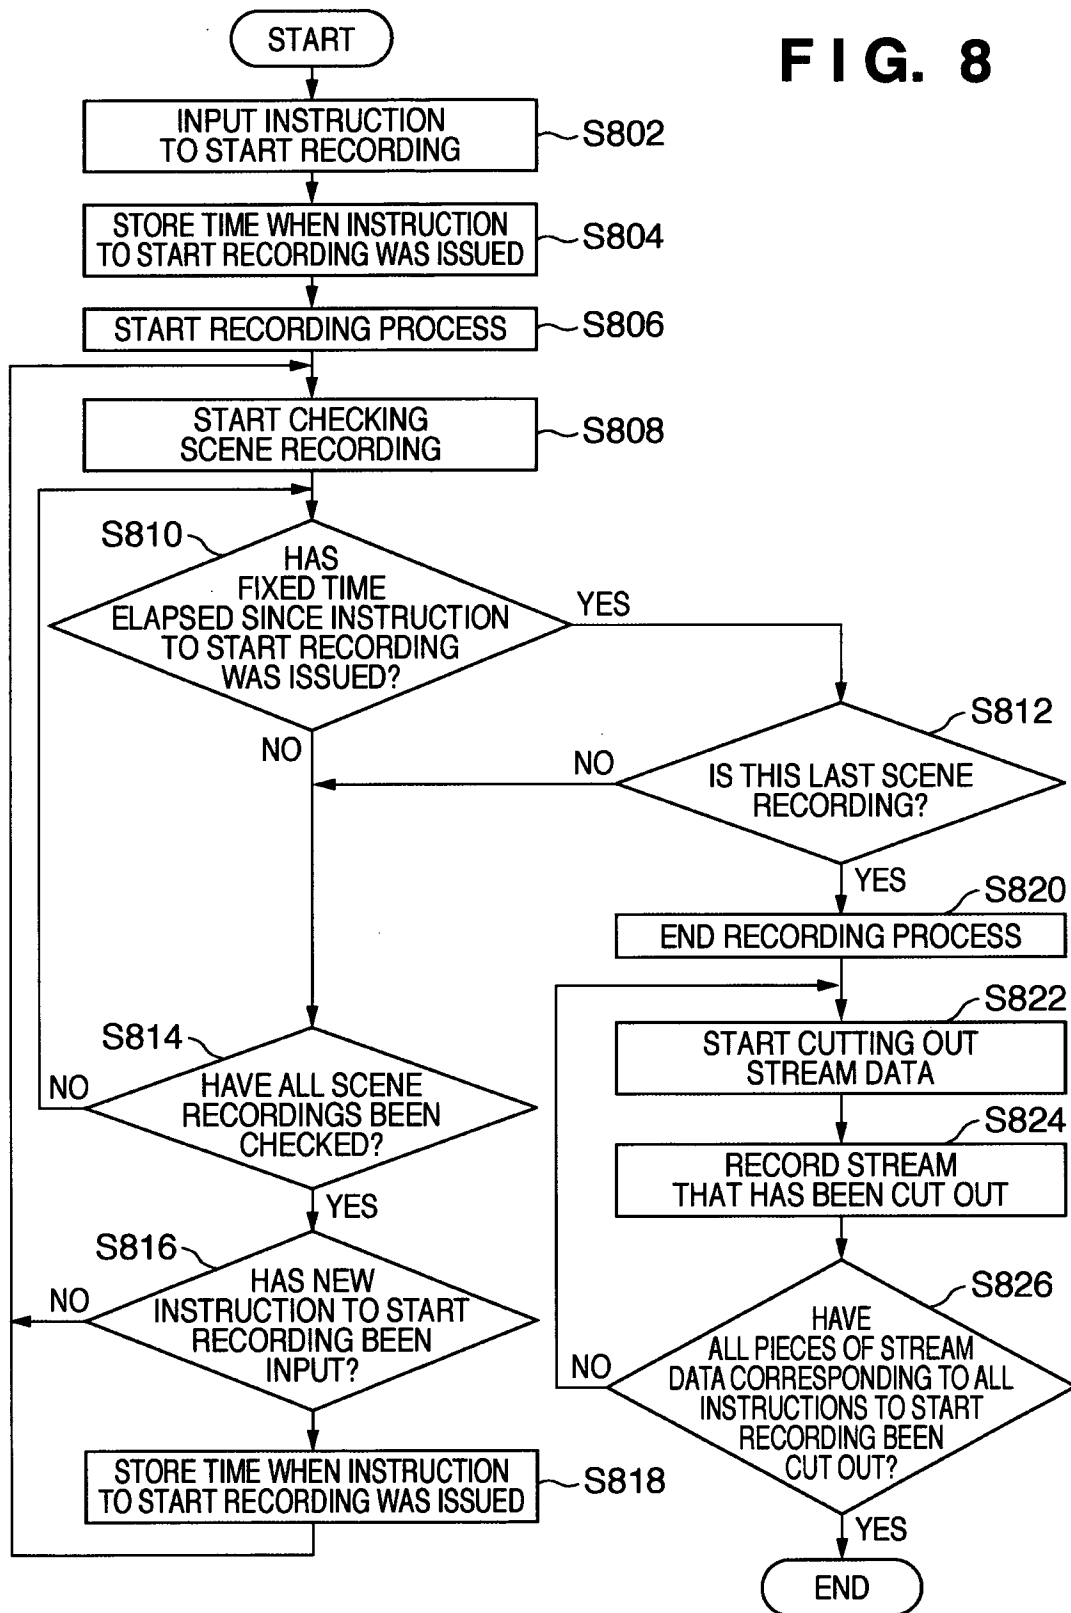 FIG. 8
START
INPUT INSTRUCTION
TO START RECORDING
S802
STORE TIME WHEN INSTRUCTION
TO START RECORDING WAS ISSUED
S804
START RECORDING PROCESS
S806
START CHECKING
SCENE RECORDING
S808
S810
HAS
FIXED TIME
ELAPSED SINCE INSTRUCTION
TO START RECORDING
WAS ISSUED?
YES
NO
S812
IS THIS LAST SCENE
RECORDING?
NO
YES
S814
HAVE ALL SCENE
RECORDINGS BEEN
CHECKED?
NO
YES
S816
HAS NEW
INSTRUCTION TO START
RECORDING BEEN
INPUT?
NO
STORE TIME WHEN INSTRUCTION
TO START RECORDING WAS ISSUED
S818
S820
END RECORDING PROCESS
S822
START CUTTING OUT
STREAM DATA
S824
RECORD STREAM
THAT HAS BEEN CUT OUT
S826
HAVE
ALL PIECES OF STREAM
DATA CORRESPONDING TO ALL
INSTRUCTIONS TO START
RECORDING BEEN
CUT OUT?
NO
YES
END